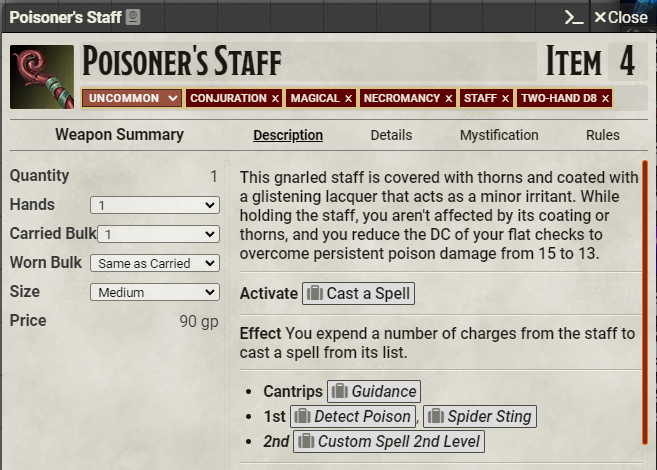 Poisoner's Staff
Close
POISONER'S STAFF
ITEM 4
UNCOMMON
CONJURATION x
MAGICAL x
NECROMANCY x
STAFF x
TWO-HAND D8 x
Weapon Summary
Description
Details
Mystification
Rules
Quantity 1
Hands 1
Carried Bulk 1
Worn Bulk Same as Carried
Size Medium
Price 90 gp
This gnarled staff is covered with thorns and coated with
a glistening lacquer that acts as a minor irritant. While
holding the staff, you aren't affected by its coating or
thorns, and you reduce the DC of your flat checks to
overcome persistent poison damage from 15 to 13.
Activate Cast a Spell
Effect You expend a number of charges from the staff to
cast a spell from its list.
• Cantrips Guidance
• 1st Detect Poison, Spider Sting
• 2nd Custom Spell 2nd Level